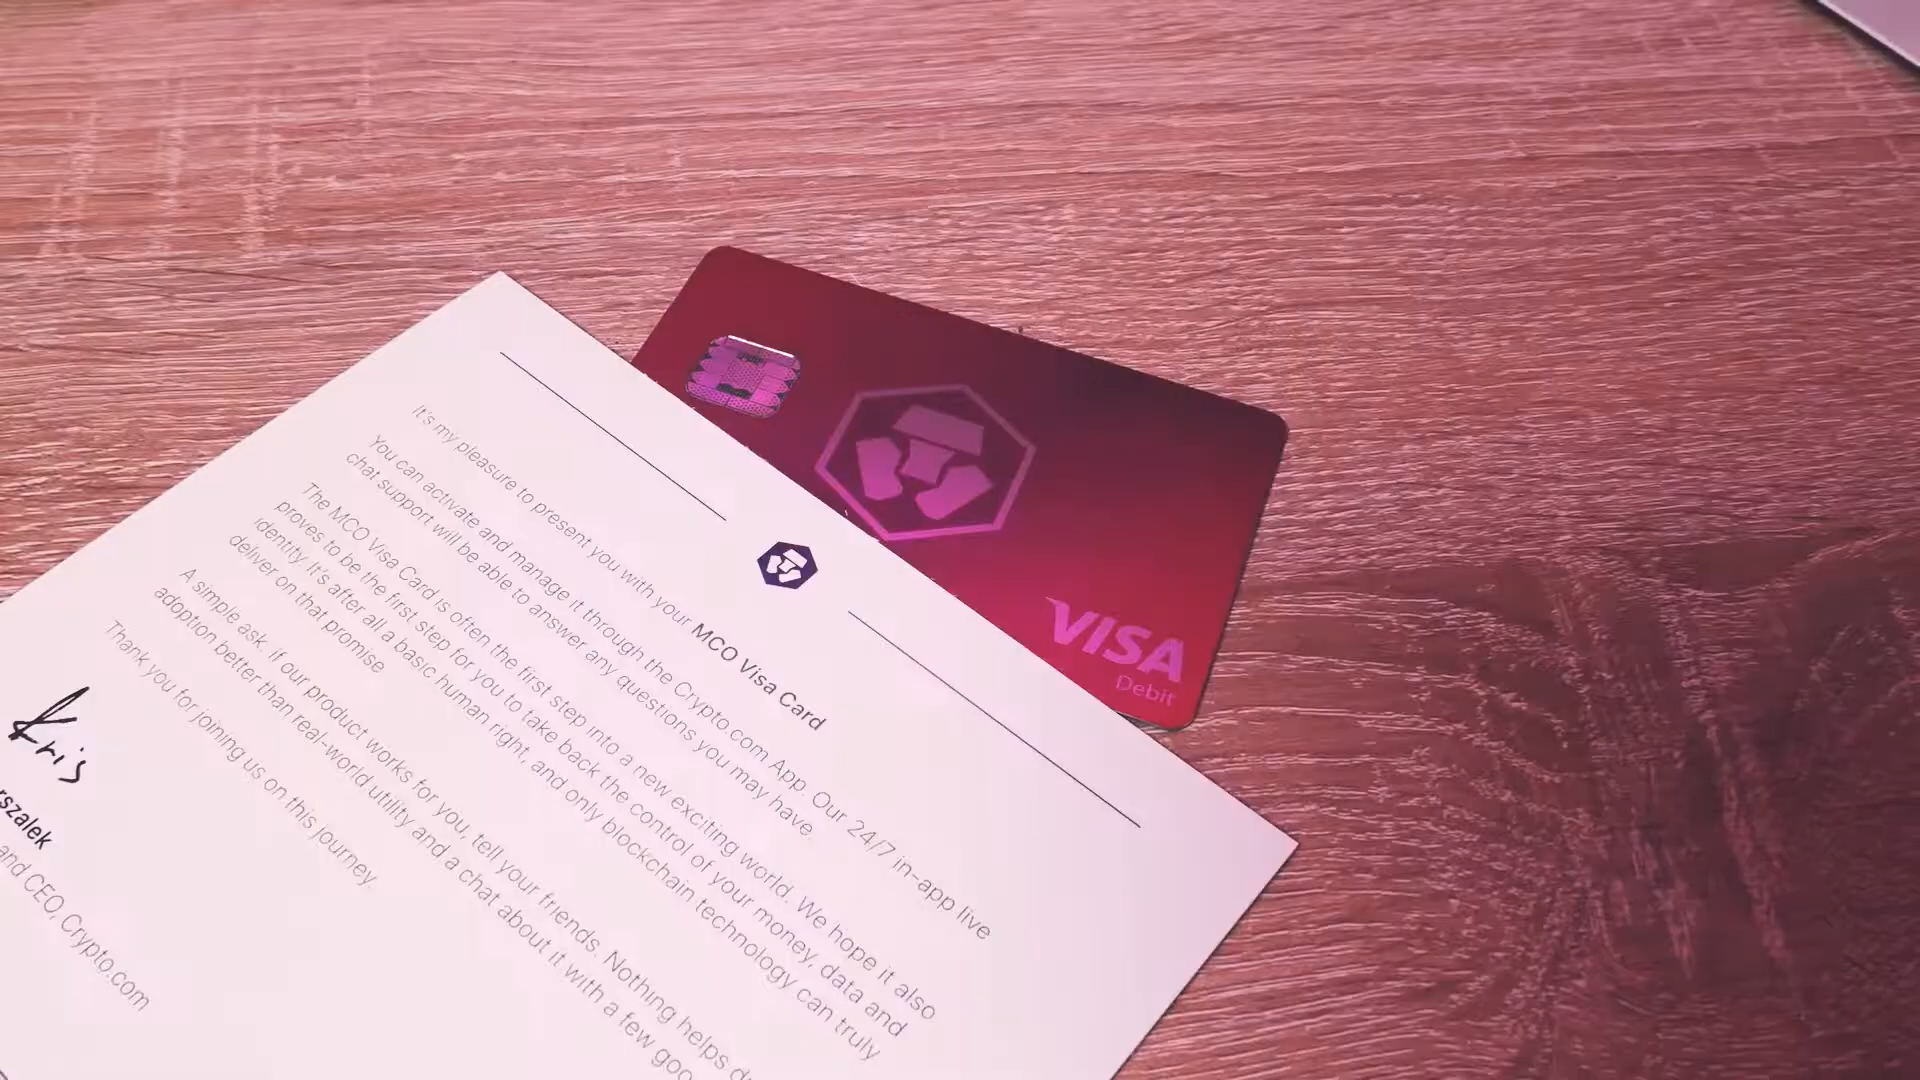 VISA
Debit
It's my pleasure to present you with your MCO Visa Card
You can activate and manage it through the Crypto.com App. Our 24/7 in-app live
chat support will be able to answer any questions you may have.
The MCO Visa Card is often the first step into a new exciting world. We hope it also
proves to be the first step for you to take back the control of your money, data and
identity. It's after all a basic human right, and only blockchain technology can truly
deliver on that promise
A simple ask: if our product works for you, tell your friends. Nothing helps
adoption better than real-world utility and a chat about it with a few
Thank you for joining us on this journey.
Kris
rszalek
and CEO, Crypto.com